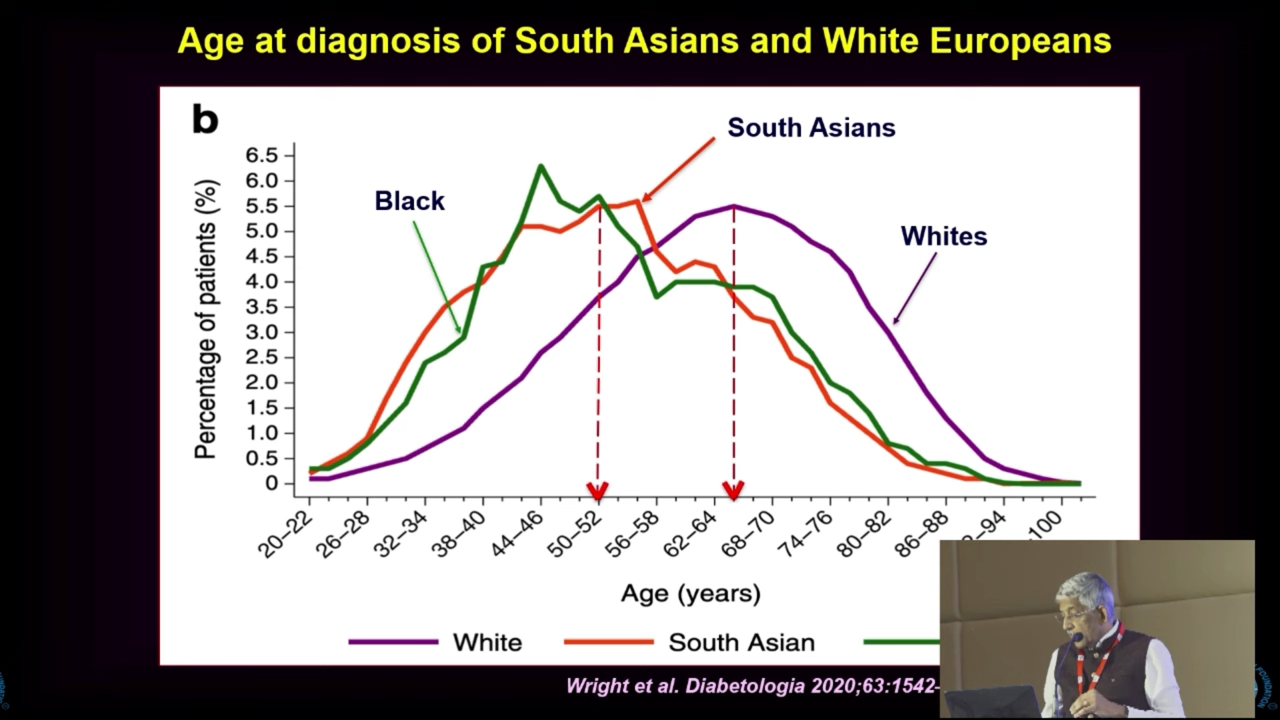 Age at diagnosis of South Asians and White Europeans
b
South Asians
Black
Whites
Percentage of patients (%)
6.5
6.0
5.5
5.0
4.5
4.0
3.5
3.0
2.5
2.0
1.5
1.0
0.5
0
20–22
26–28
32–34
38–40
44–46
50–52
56–58
62–64
68–70
74–76
80–82
86–88
–94
–100
Age (years)
White
South Asian
Wright et al. Diabetologia 2020;63:1542-